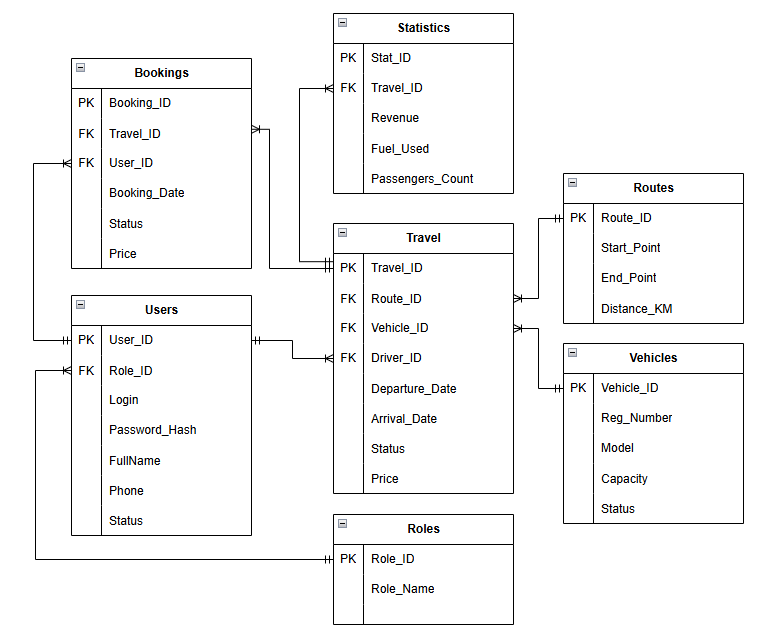 Statistics
PK Stat_ID
FK Travel_ID
Revenue
Fuel_Used
Passengers_Count
Bookings
PK Booking_ID
FK Travel_ID
FK User_ID
Booking_Date
Status
Price
Routes
PK Route_ID
Start_Point
End_Point
Distance_KM
Travel
PK Travel_ID
FK Route_ID
FK Vehicle_ID
FK Driver_ID
Departure_Date
Arrival_Date
Status
Price
Users
PK User_ID
FK Role_ID
Login
Password_Hash
FullName
Phone
Status
Vehicles
PK Vehicle_ID
Reg_Number
Model
Capacity
Status
Roles
PK Role_ID
Role_Name